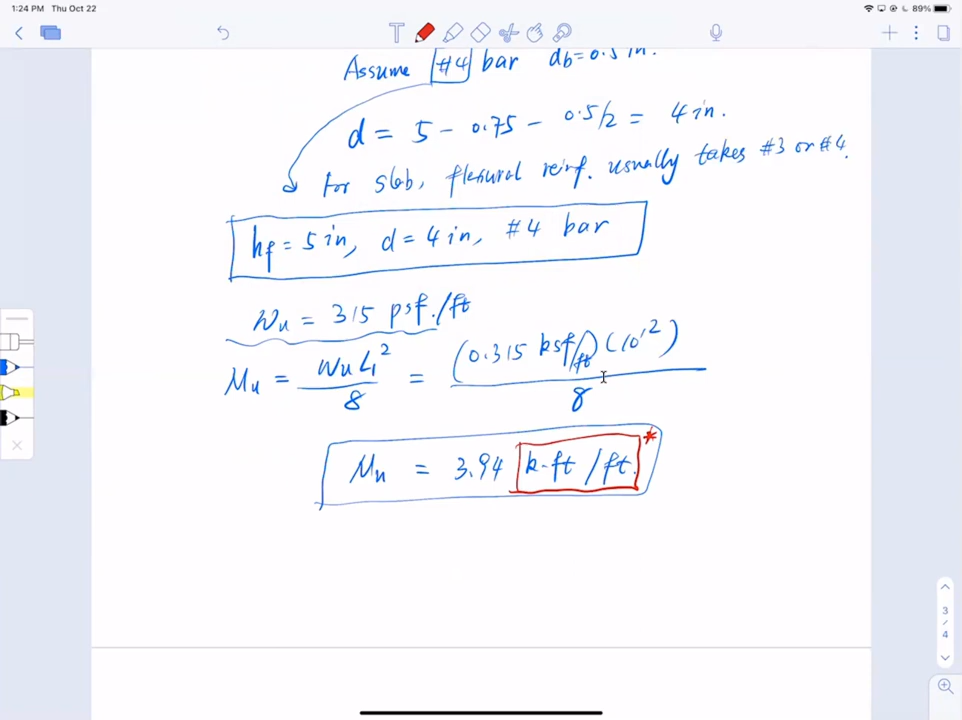 1:24 PM Thu Oct 22
89%
Assume #4 bar db=0.5 in.
d = 5 - 0.75 - 0.5/2 = 4 in.
For slab, flexural reinf. usually takes #3 or #4.
hf = 5 in, d = 4 in, #4 bar
Wu = 315 psf./ft
Mu = WuL1² / 8 = (0.315 ksf/ft) (10'²) / 8
Mu = 3.94 k-ft /ft. *
3
/
4